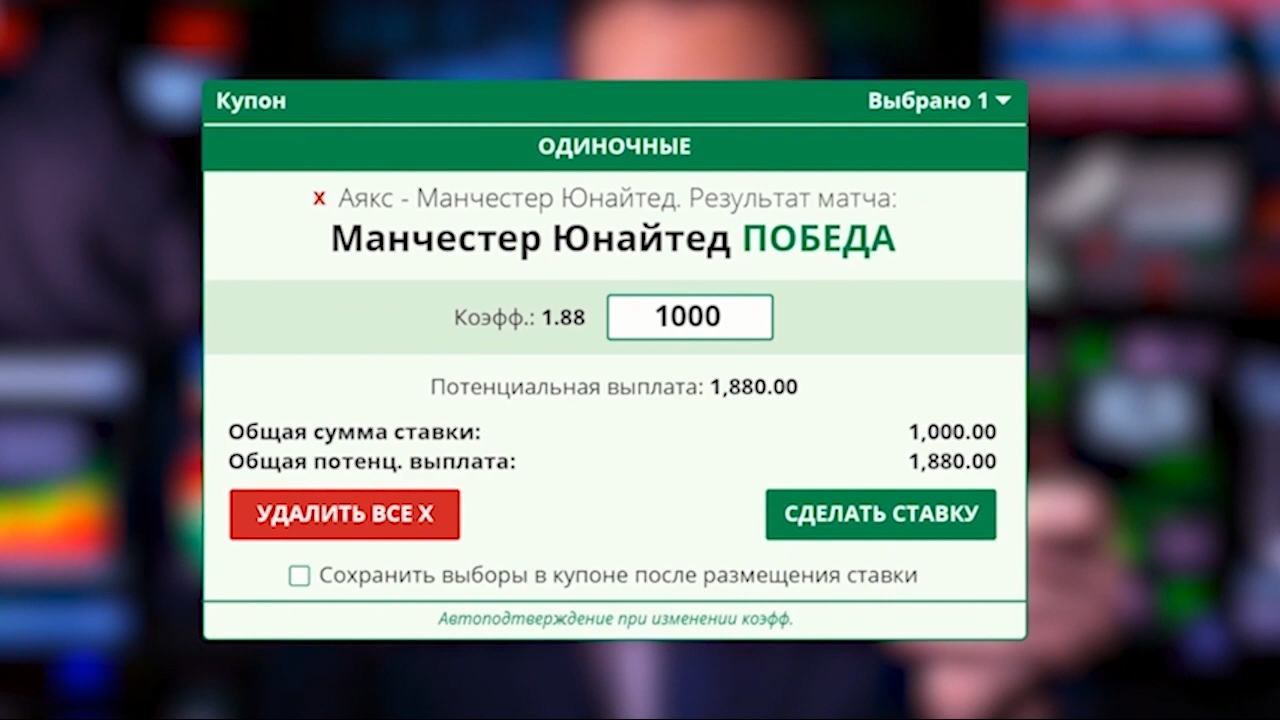 Купон
Выбрано 1
ОДИНОЧНЫЕ
x Аякс - Манчестер Юнайтед. Результат матча:
Манчестер Юнайтед ПОБЕДА
Коэфф.: 1.88 1000
Потенциальная выплата: 1,880.00
Общая сумма ставки: 1,000.00
Общая потенц. выплата: 1,880.00
УДАЛИТЬ ВСЕ X
СДЕЛАТЬ СТАВКУ
Сохранить выборы в купоне после размещения ставки
Автоподтверждение при изменении коэфф.